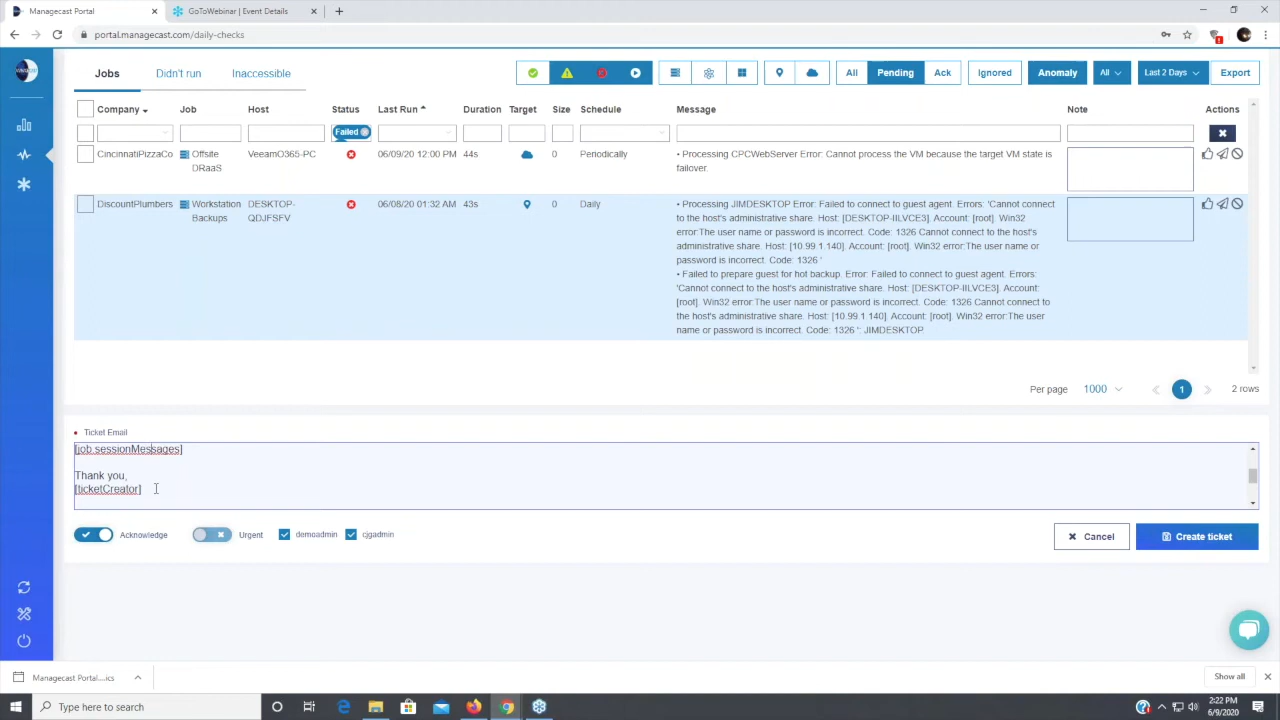 Managecast Portal
GoToWebinar | Event Details
portal.managecast.com/daily-checks
Jobs
Didn't run
Inaccessible
All
Pending
Ack
Ignored
Anomaly
All
Last 2 Days
Export
Company
Job
Host
Status
Last Run
Duration
Target
Size
Schedule
Message
Note
Actions
Failed
CincinnatiPizzaCo
Offsite
DRaaS
VeeamO365-PC
06/09/20 12:00 PM
44s
0
Periodically
• Processing CPCWebServer Error: Cannot process the VM because the target VM state is
failover.
DiscountPlumbers
Workstation
Backups
DESKTOP-
QDJFSFV
06/08/20 01:32 AM
43s
0
Daily
• Processing JIMDESKTOP Error: Failed to connect to guest agent. Errors: 'Cannot connect
to the host's administrative share. Host: [DESKTOP-IILVCE3]. Account: [root]. Win32
error:The user name or password is incorrect. Code: 1326 Cannot connect to the host's
administrative share. Host: [10.99.1.140]. Account: [root]. Win32 error:The user name or
password is incorrect. Code: 1326 '
• Failed to prepare guest for hot backup. Error: Failed to connect to guest agent. Errors:
'Cannot connect to the host's administrative share. Host: [DESKTOP-IILVCE3]. Account:
[root]. Win32 error:The user name or password is incorrect. Code: 1326 Cannot connect to
the host's administrative share. Host: [10.99.1.140]. Account: [root]. Win32 error:The user
name or password is incorrect. Code: 1326 ': JIMDESKTOP
Per page
1000
1
2 rows
Ticket Email
[job.sessionMessages]
Thank you,
[ticketCreator]
Acknowledge
Urgent
demoadmin
cjgadmin
Cancel
Create ticket
Managecast Portal....ics
Show all
Type here to search
2:22 PM
6/9/2020